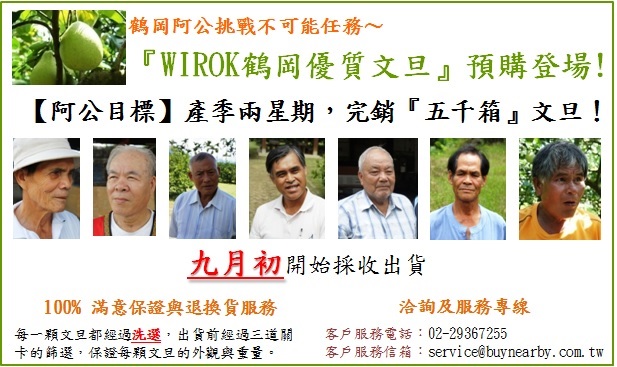 鶴岡阿公挑戰不可能任務～
『WIROK鶴岡優質文旦』預購登場!
【阿公目標】產季兩星期，完銷『五千箱』文旦！
九月初開始採收出貨
100% 滿意保證與退換貨服務
每一顆文旦都經過洗選，出貨前經過三道關
卡的篩選，保證每顆文旦的外觀與重量。
洽詢及服務專線
客戶服務電話：02-29367255
客戶服務信箱：service@buynearby.com.tw